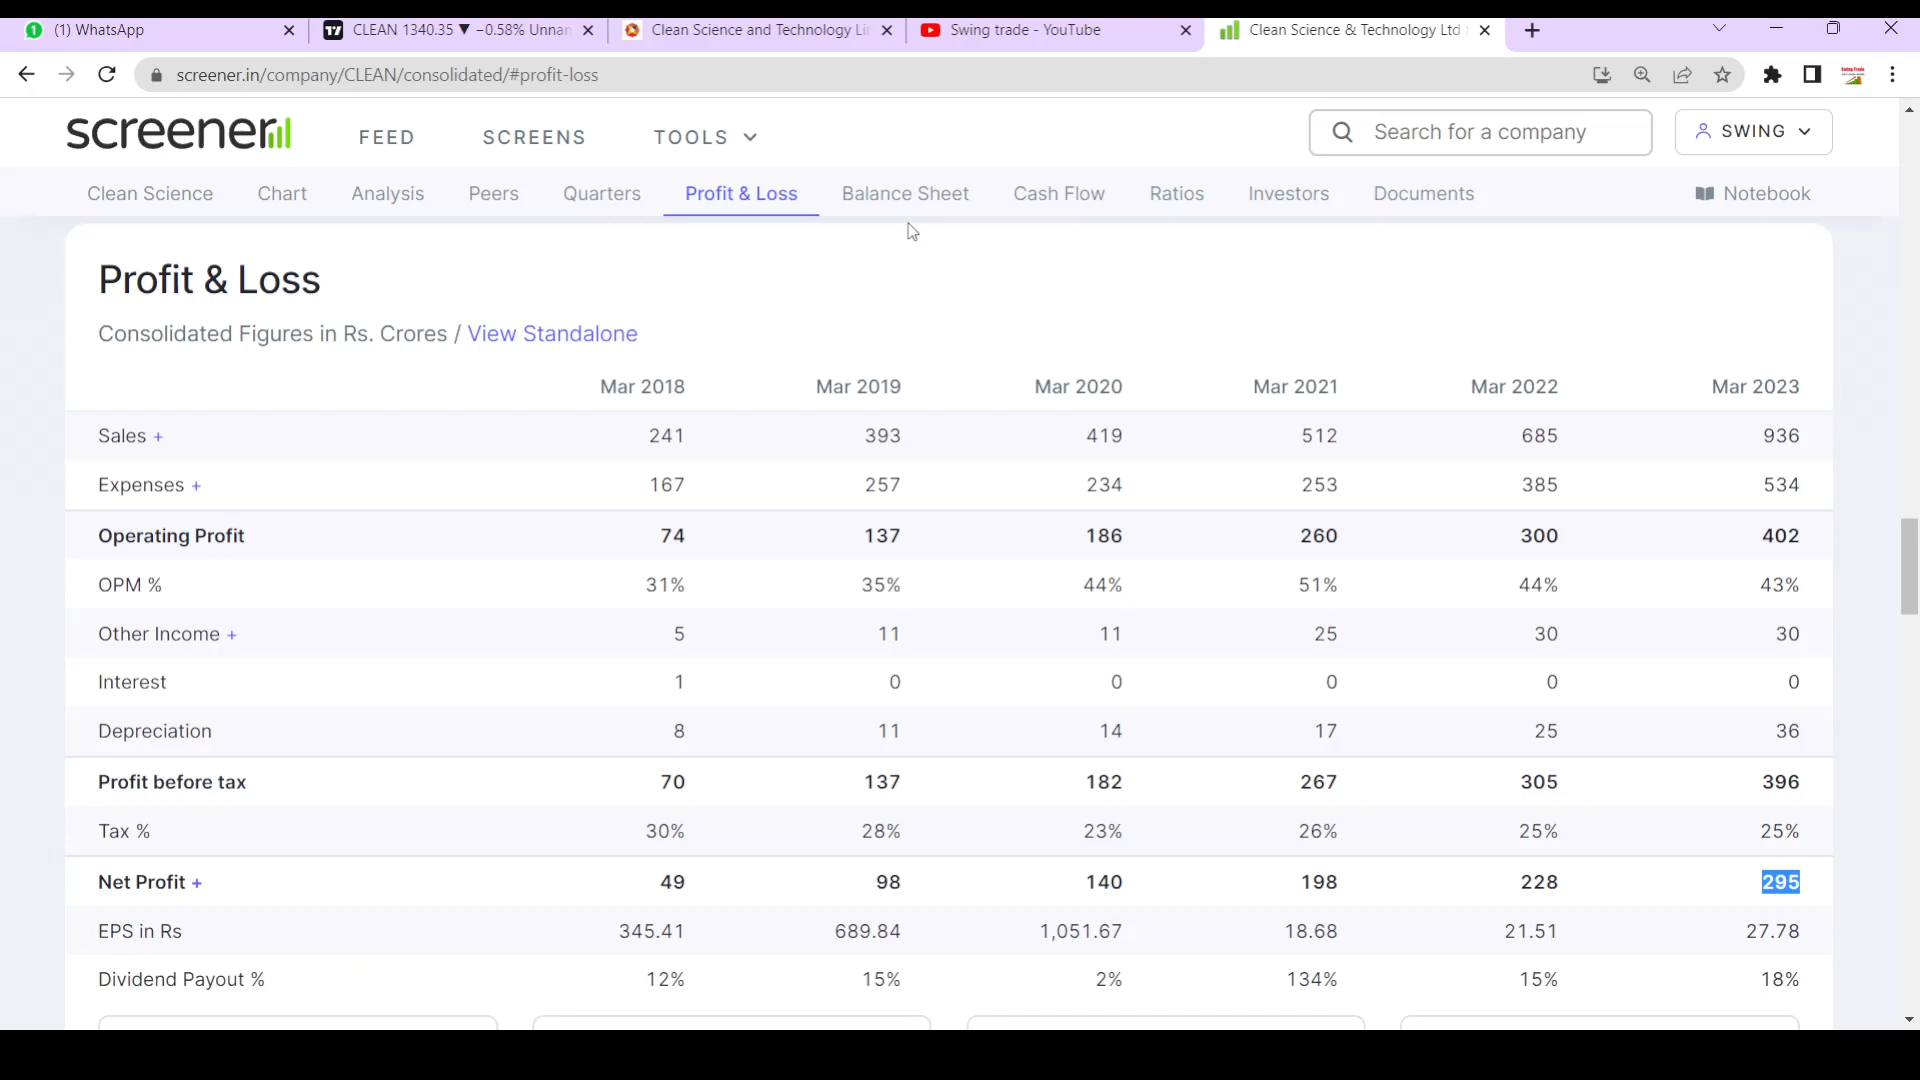 (1) WhatsApp
CLEAN 1340.35 ▼ −0.58% Unnan
Clean Science and Technology Li
Swing trade - YouTube
Clean Science & Technology Ltd
screener.in/company/CLEAN/consolidated/#profit-loss
screener FEED SCREENS TOOLS Search for a company SWING
Clean Science Chart Analysis Peers Quarters Profit & Loss Balance Sheet Cash Flow Ratios Investors Documents Notebook
Profit & Loss
Consolidated Figures in Rs. Crores / View Standalone
Mar 2018 Mar 2019 Mar 2020 Mar 2021 Mar 2022 Mar 2023
Sales + 241 393 419 512 685 936
Expenses + 167 257 234 253 385 534
Operating Profit 74 137 186 260 300 402
OPM % 31% 35% 44% 51% 44% 43%
Other Income + 5 11 11 25 30 30
Interest 1 0 0 0 0 0
Depreciation 8 11 14 17 25 36
Profit before tax 70 137 182 267 305 396
Tax % 30% 28% 23% 26% 25% 25%
Net Profit + 49 98 140 198 228 295
EPS in Rs 345.41 689.84 1,051.67 18.68 21.51 27.78
Dividend Payout % 12% 15% 2% 134% 15% 18%